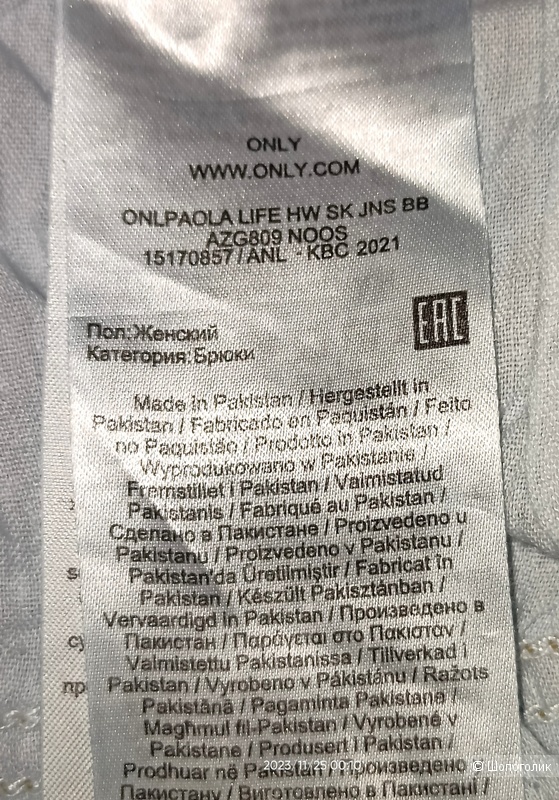 ONLY
WWW.ONLY.COM
ONLPAOLA LIFE HW SK JNS BB
AZG809 NOOS
15170857 / ANL - KBC 2021
Пол:Женский
Категория:Брюки
EAC
Made in Pakistan / Hergestellt in
Pakistan / Fabricado en Paquistán / Feito
no Paquistão / Prodotto in Pakistan /
Wyprodukowano w Pakistanie /
Fremstillet i Pakistan / Valmistatud
Pakistanis / Fabriqué au Pakistan /
Сделано в Пакистане / Proizvedeno u
Pakistanu / Proizvedeno v Pakistanu /
Pakistan'da Üretilmiştir / Fabricat în
Pakistan / Készült Pakisztánban /
Vervaardigd in Pakistan / Произведено в
Пакистан / Παράγεται στο Πακισταν /
Valmistettu Pakistanissa / Tillverkad i
Pakistan / Vyrobeno v Pákistánu / Ražots
Pakistānā / Pagaminta Pakistane /
Magħmul fil-Pakistan / Vyrobené v
Pakistane / Produsert i Pakistan /
Prodhuar në Pakistan / Произведено
Пакистану / Виготовлено в Пакистані /
2023.11.25 00:10
© Шопоголик